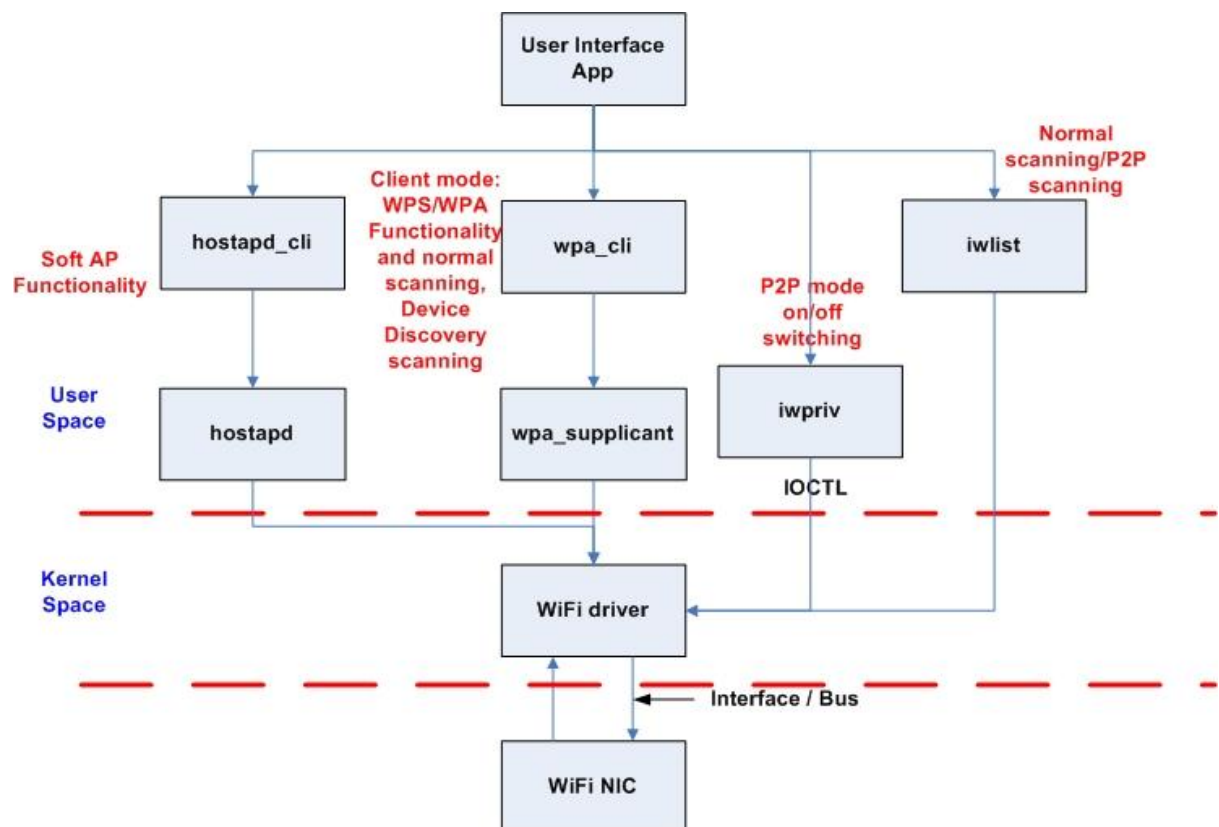 User Interface
App
Normal
scanning/P2P
scanning
Client mode:
WPS/WPA
Functionality
and normal
scanning,
Device
Discovery
scanning
hostapd_cli
wpa_cli
iwlist
Soft AP
Functionality
P2P mode
on/off
switching
User
Space
hostapd
wpa_supplicant
iwpriv
IOCTL
Kernel
Space
WiFi driver
Interface / Bus
WiFi NIC